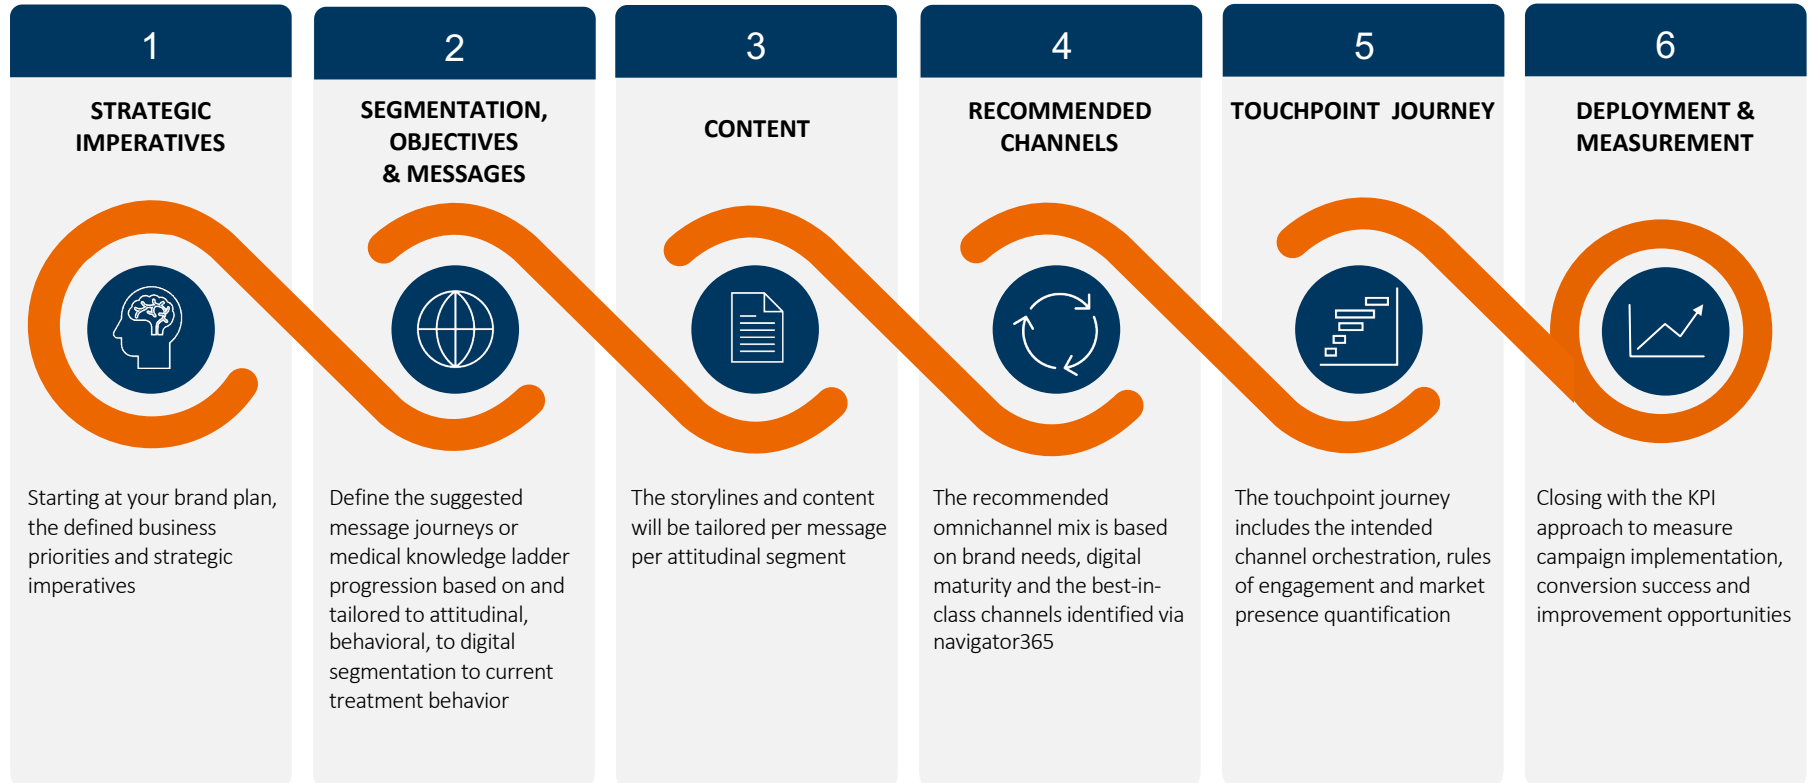 1
STRATEGIC
IMPERATIVES
Starting at your brand plan,
the defined business
priorities and strategic
imperatives
2
SEGMENTATION,
OBJECTIVES
& MESSAGES
Define the suggested
message journeys or
medical knowledge ladder
progression based on and
tailored to attitudinal,
behavioral, to digital
segmentation to current
treatment behavior
3
CONTENT
The storylines and content
will be tailored per message
per attitudinal segment
4
RECOMMENDED
CHANNELS
The recommended
omnichannel mix is based
on brand needs, digital
maturity and the best-in-
class channels identified via
navigator365
5
TOUCHPOINT JOURNEY
The touchpoint journey
includes the intended
channel orchestration, rules
of engagement and market
presence quantification
6
DEPLOYMENT &
MEASUREMENT
Closing with the KPI
approach to measure
campaign implementation,
conversion success and
improvement opportunities